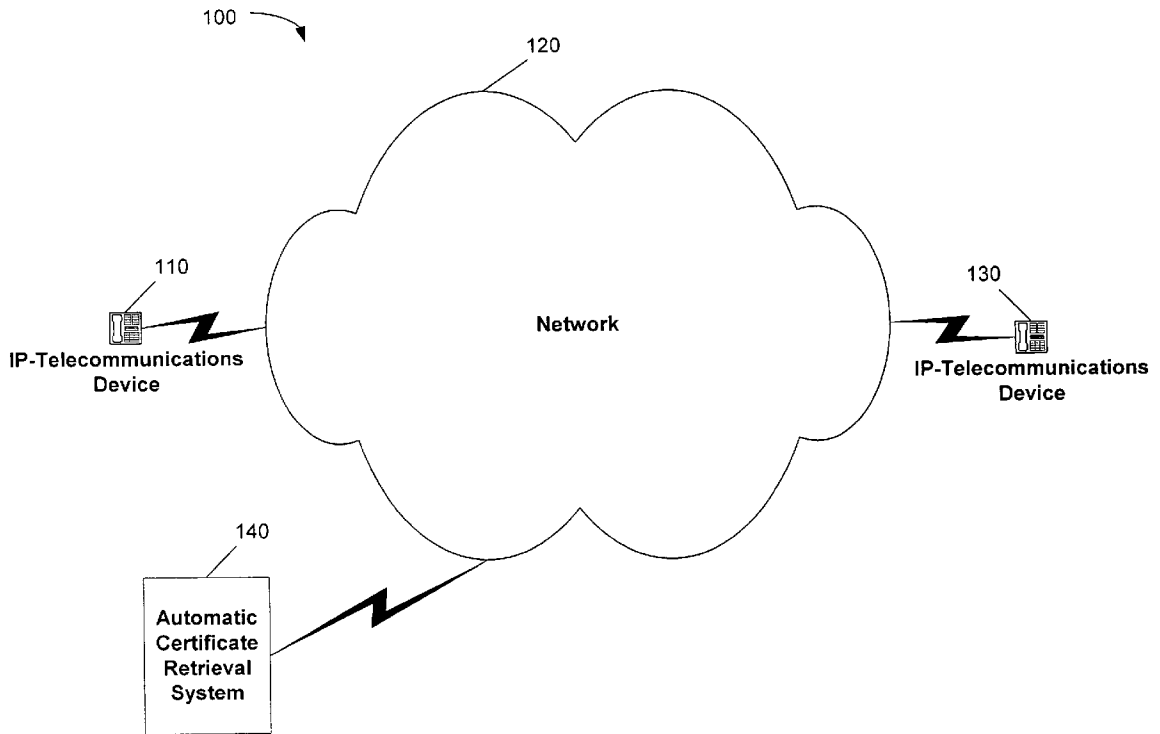 100
120
110
130
Network
IP-Telecommunications
Device
IP-Telecommunications
Device
140
Automatic
Certificate
Retrieval
System